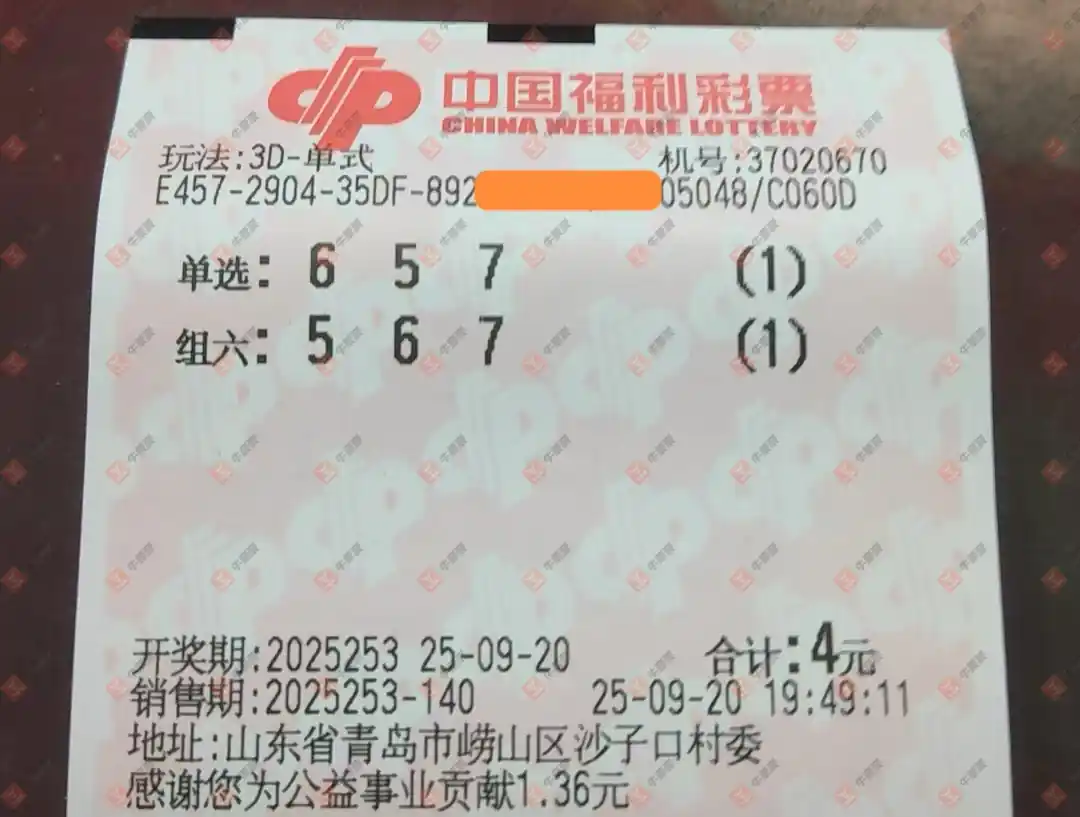 中国福利彩票
CHINA WELFARE LOTTERY
玩法:3D-单式 机号:37020670
E457-2904-35DF-892 05048/C060D
单选: 6 5 7 (1)
组六: 5 6 7 (1)
开奖期:2025253 25-09-20 合计:4元
销售期:2025253-140 25-09-20 19:49:11
地址:山东省青岛市崂山区沙子口村委
感谢您为公益事业贡献1.36元